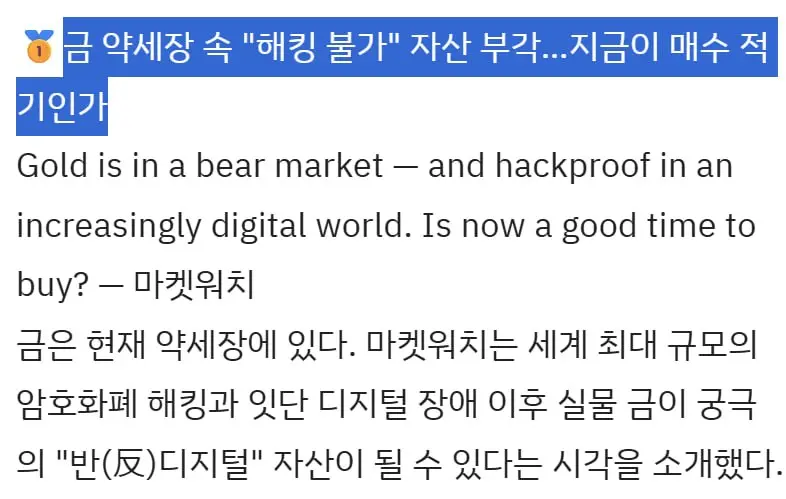 🥇금 약세장 속 "해킹 불가" 자산 부각...지금이 매수 적
기인가
Gold is in a bear market — and hackproof in an
increasingly digital world. Is now a good time to
buy? — 마켓워치
금은 현재 약세장에 있다. 마켓워치는 세계 최대 규모의
암호화폐 해킹과 잇단 디지털 장애 이후 실물 금이 궁극
의 "반(反)디지털" 자산이 될 수 있다는 시각을 소개했다.